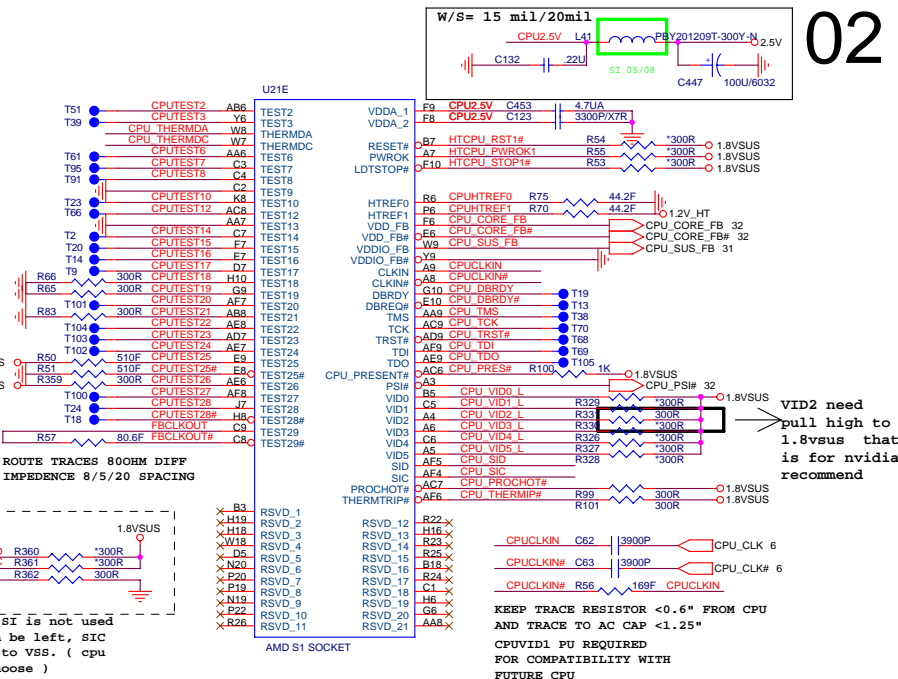 W/S= 15 mil/20mil
02
CPU2.5V L41 PBY201209T-300Y-N 2.5V
C132 .22U
SI 05/08
C447 100U/6032
U21E
T51 CPUTEST2 AB6 TEST2
T39 CPUTEST3 Y6 TEST3
CPU_THERMDA W8 THERMDA
CPU_THERMDC W7 THERMDC
T61 CPUTEST6 AA6 TEST6
T95 CPUTEST7 C3 TEST7
T91 CPUTEST8 C4 TEST8
C2 TEST9
T23 CPUTEST10 K8 TEST10
T66 CPUTEST12 AC8 TEST12
AA7 TEST13
T2 CPUTEST14 C7 TEST14
T20 CPUTEST15 F7 TEST15
T14 CPUTEST16 E7 TEST16
T9 CPUTEST17 D7 TEST17
R66 300R CPUTEST18 H10 TEST18
R65 300R CPUTEST19 G9 TEST19
T101 CPUTEST20 AF7 TEST20
R83 300R CPUTEST21 AB8 TEST21
T104 CPUTEST22 AE8 TEST22
T103 CPUTEST23 AD7 TEST23
T102 CPUTEST24 AE7 TEST24
R50 510F CPUTEST25 E9 TEST25
R51 510F CPUTEST25# E8 TEST25#
R359 300R CPUTEST26 AE6 TEST26
T100 CPUTEST27 AF8 TEST27
T24 CPUTEST28 J7 TEST28
T18 CPUTEST28# H8 TEST28#
FBCLKOUT C9 TEST29
R57 80.6F FBCLKOUT# C8 TEST29#
ROUTE TRACES 80OHM DIFF
IMPEDENCE 8/5/20 SPACING
B3 RSVD_1
H19 RSVD_2
H18 RSVD_3
W18 RSVD_4
D5 RSVD_5
N20 RSVD_6
P20 RSVD_7
P19 RSVD_8
N19 RSVD_9
P22 RSVD_10
R26 RSVD_11
AMD S1 SOCKET
VDDA_1 F9 CPU2.5V C453 4.7UA
VDDA_2 F8 CPU2.5V C123 3300P/X7R
RESET# B7 HTCPU_RST1# R54 *300R 1.8VSUS
PWROK A7 HTCPU_PWROK1 R55 *300R 1.8VSUS
LDTSTOP# F10 HTCPU_STOP1# R53 *300R 1.8VSUS
HTREF0 R6 CPUHTREF0 R75 44.2F
HTREF1 P6 CPUHTREF1 R70 44.2F 1.2V_HT
VDD_FB F6 CPU_CORE_FB CPU_CORE_FB 32
VDD_FB# E6 CPU_CORE_FB# CPU_CORE_FB# 32
VDDIO_FB W9 CPU_SUS_FB CPU_SUS_FB 31
VDDIO_FB# Y9
CLKIN A9 CPUCLKIN
CLKIN# A8 CPUCLKIN#
DBRDY G10 CPU_DBRDY T19
DBREQ# E10 CPU_DBRDY# T13
TMS AA9 CPU_TMS T38
TCK AC9 CPU_TCK T70
TRST# AD9 CPU_TRST# T68
TDI AF9 CPU_TDI T69
TDO AE9 CPU_TDO T105
CPU_PRESENT# AC6 CPU_PRES# R100 1K 1.8VSUS
PSI# A3 CPU_PSI# 32
VID0 B5 CPU_VID0_L 1.8VSUS
VID1 C5 CPU_VID1_L R329 *300R
VID2 A4 CPU_VID2_L R331 300R
VID3 A6 CPU_VID3_L R330 *300R
VID4 C6 CPU_VID4_L R326 *300R
VID5 A5 CPU_VID5_L R327 *300R
SID AF5 CPU_SID R328 *300R
SIC AF4 CPU_SIC
PROCHOT# AC7 CPU_PROCHOT# R99 300R 1.8VSUS
THERMTRIP# AF6 CPU_THERMIP# R101 300R 1.8VSUS
VID2 need
pull high to
1.8vsus that
is for nvidia
recommend
RSVD_12 R22
RSVD_13 H16
RSVD_14 R23
RSVD_15 R25
RSVD_16 B18
RSVD_17 R24
RSVD_18 C1
RSVD_19 H6
RSVD_20 G6
RSVD_21 AA8
CPUCLKIN C62 3900P CPU_CLK 6
CPUCLKIN# C63 3900P CPU_CLK# 6
CPUCLKIN# R56 169F CPUCLKIN
KEEP TRACE RESISTOR <0.6" FROM CPU
AND TRACE TO AC CAP <1.25"
CPUVID1 PU REQUIRED
FOR COMPATIBILITY WITH
FUTURE CPU
1.8VSUS
R360 *300R
R361 *300R
R362 300R
SI is not used
be left, SIC
to VSS. ( cpu
oose )